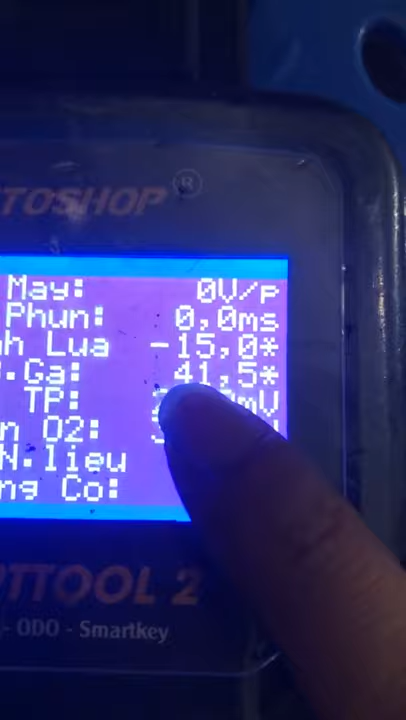 TOSHOP ®
May: 0V/p
Phun: 0,0ms
nh Lua -15,0*
.Ga: 41,5*
TP: mV
n O2:
N.lieu
ng Co:
TTOOL 2
- ODO - Smartkey